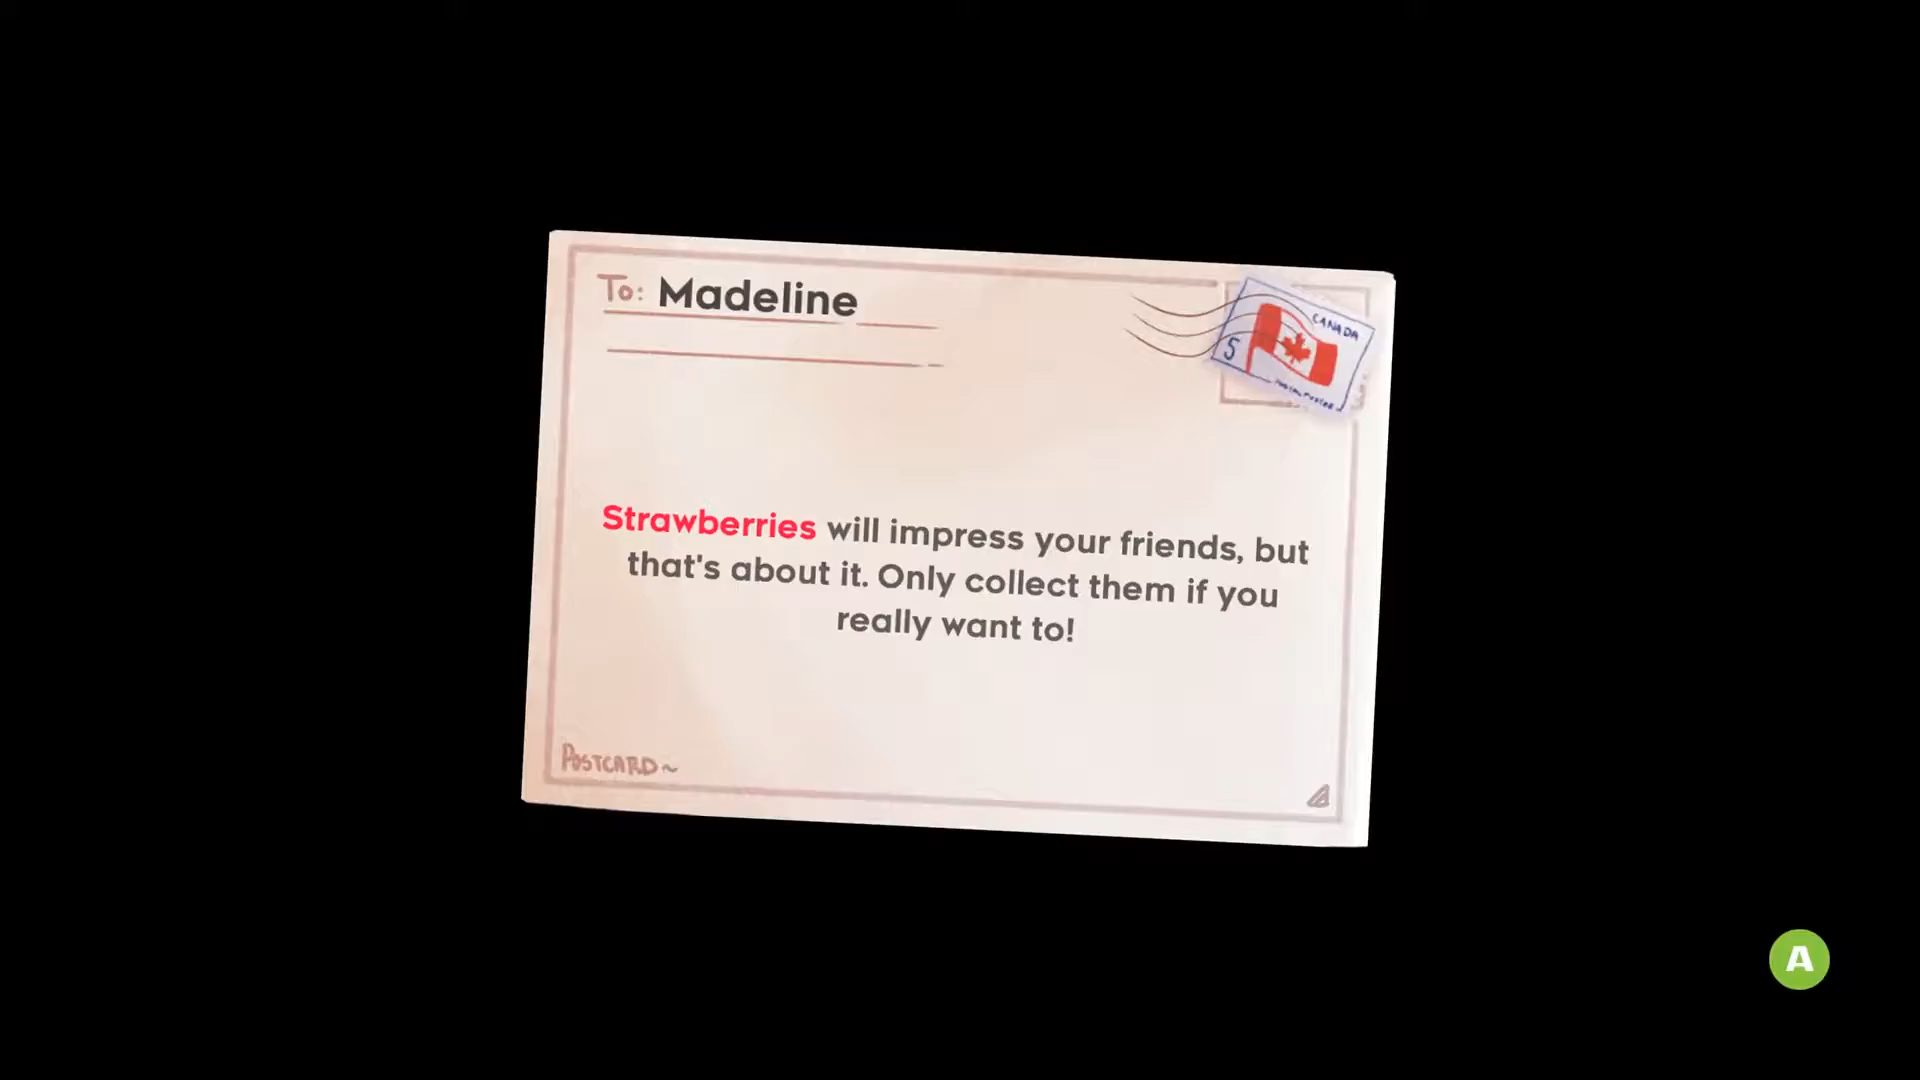 To: Madeline
CANADA
5
Strawberries will impress your friends, but
that's about it. Only collect them if you
really want to!
POSTCARD~
A